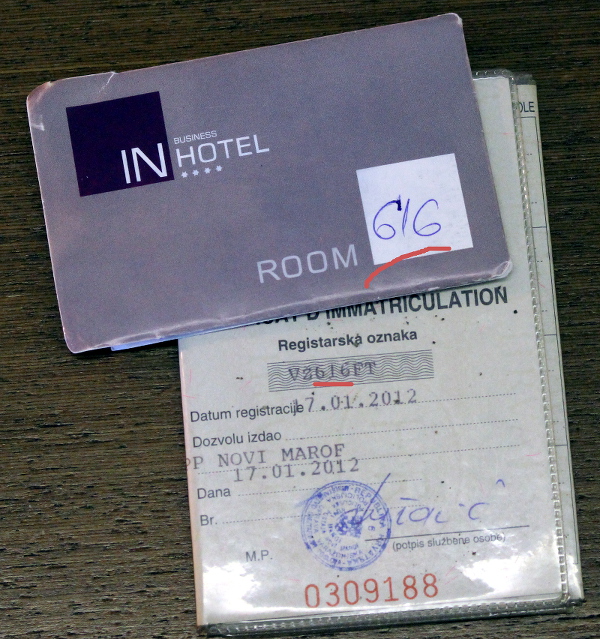 BUSINESS
IN HOTEL
****
616
ROOM
D'IMMATRICULATION
Registarska oznaka
VZ616FT
Datum registracije 17.01.2012
Dozvolu izdao
PP NOVI MAROF
17.01.2012
Dana
Br.
M.P.
(potpis službene osobe)
0309188